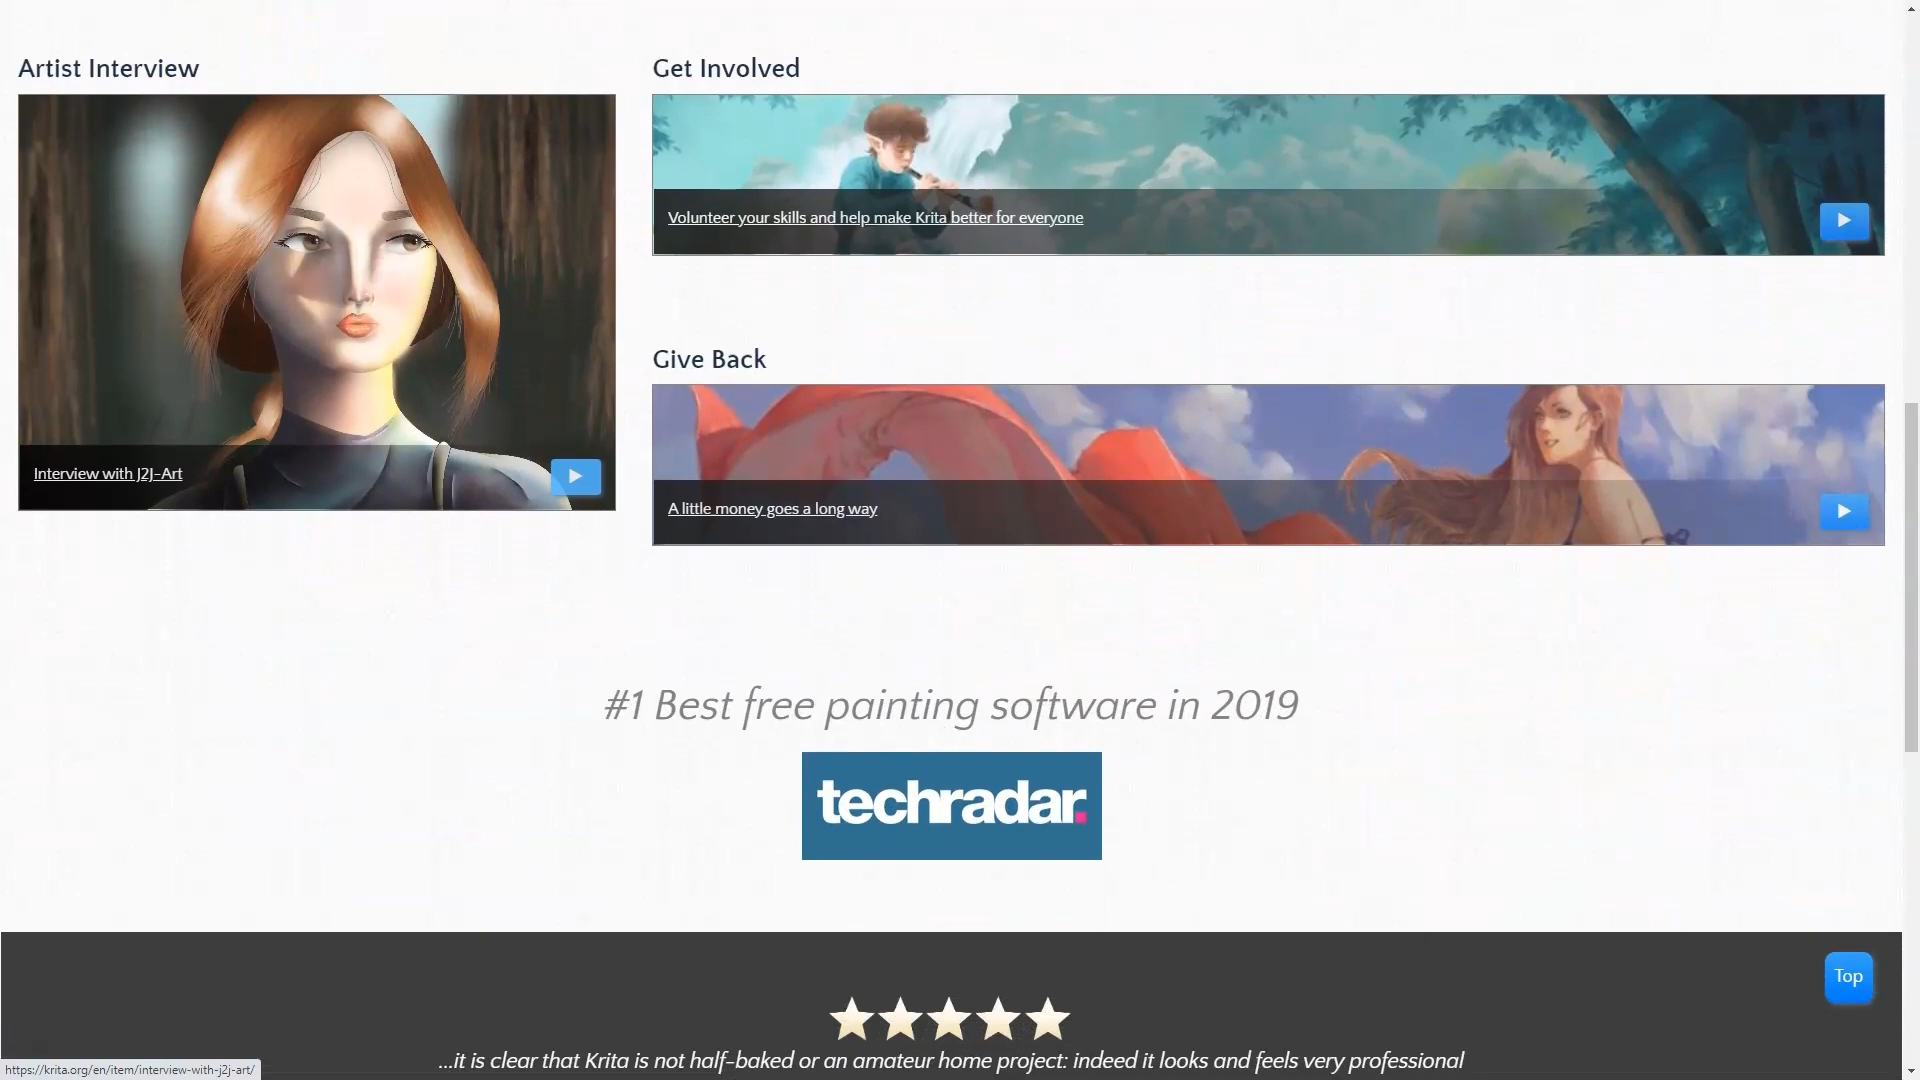 Artist Interview
Interview with J2J-Art
Get Involved
Volunteer your skills and help make Krita better for everyone
Give Back
A little money goes a long way
#1 Best free painting software in 2019
techradar.
Top
...it is clear that Krita is not half-baked or an amateur home project: indeed it looks and feels very professional
https://krita.org/en/item/interview-with-j2j-art/